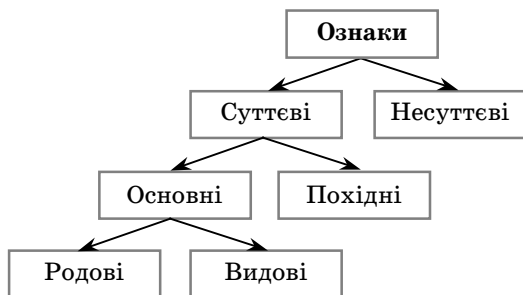 Ознаки
Суттєві
Несуттєві
Основні
Похідні
Родові
Видові